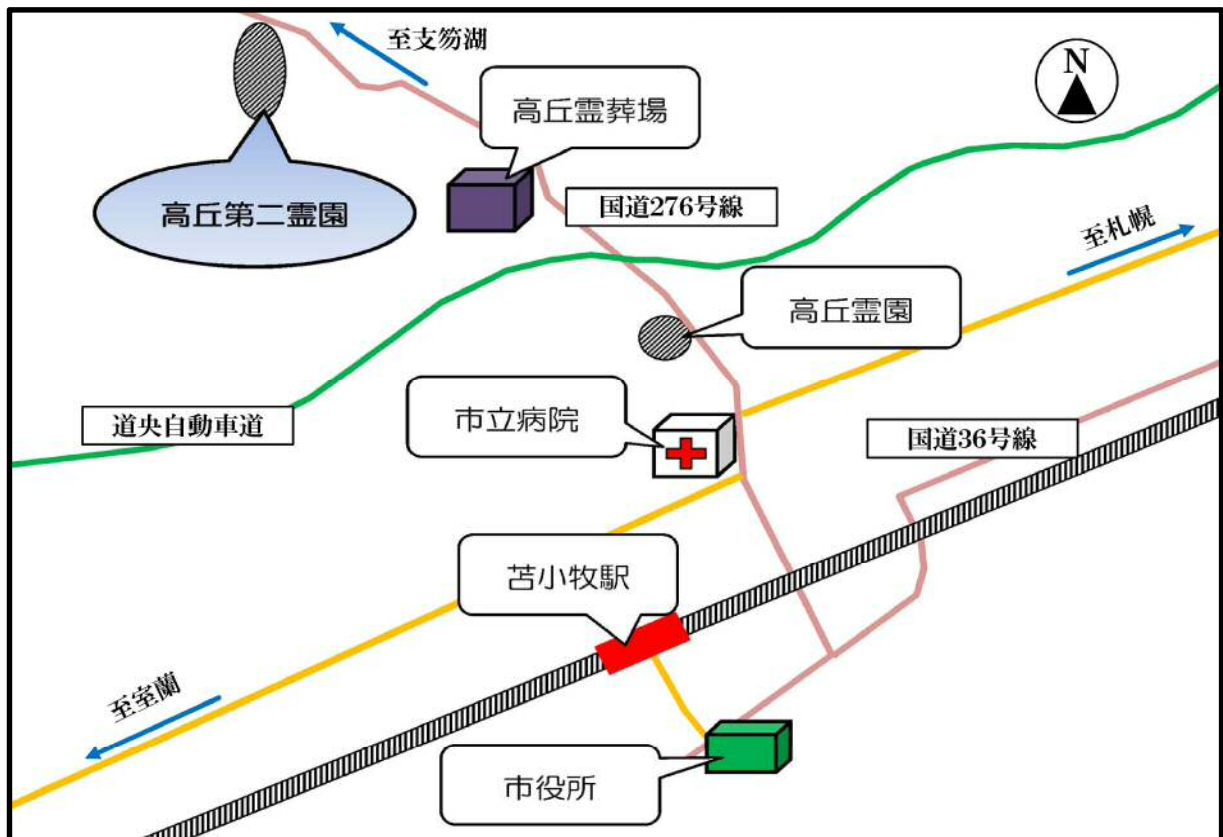 至支笏湖
N
高丘霊葬場
高丘第二霊園
国道276号線
至札幌
高丘霊園
市立病院
道央自動車道
国道36号線
苫小牧駅
至室蘭
市役所